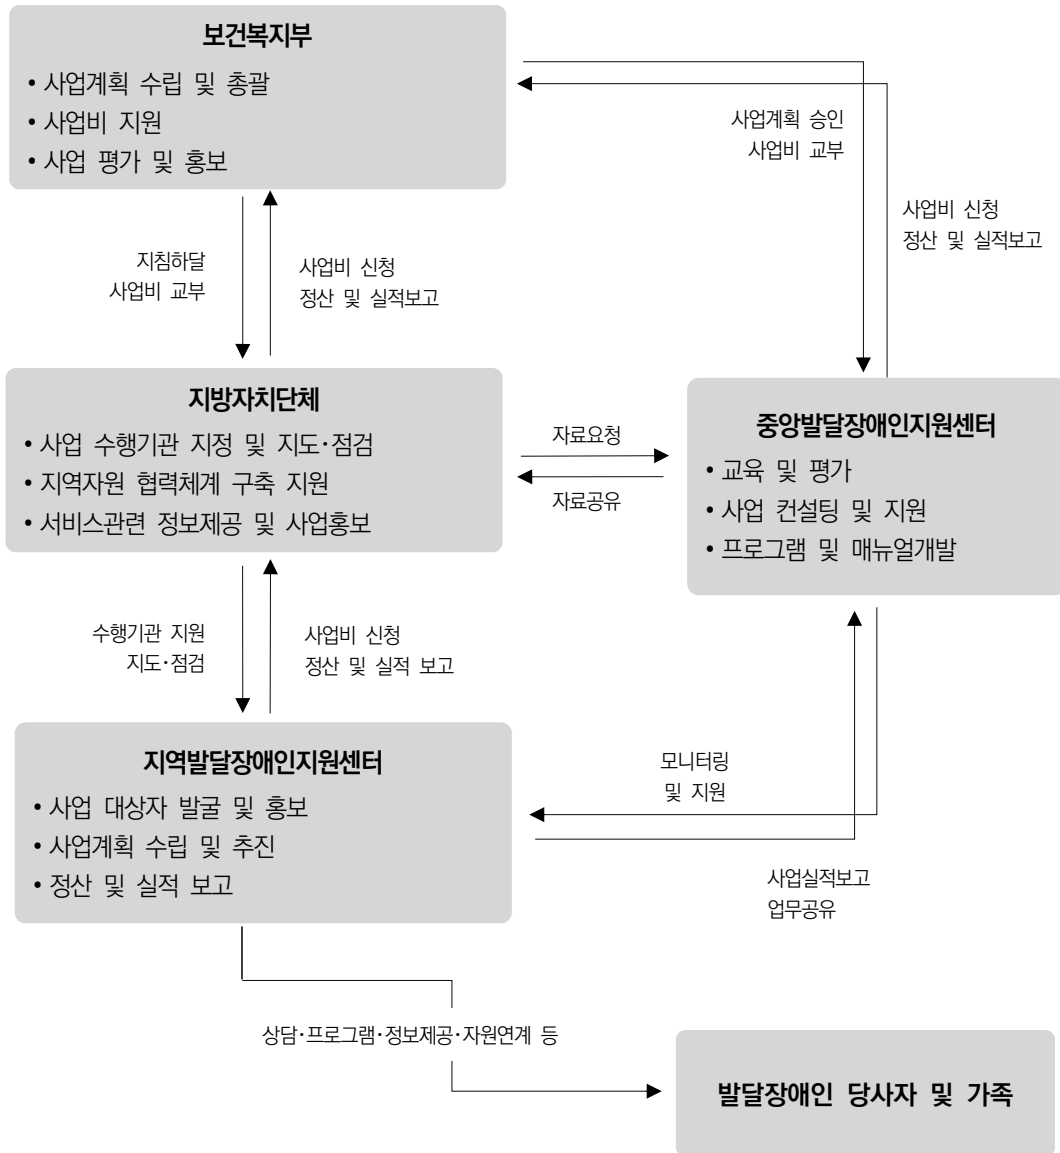 보건복지부
• 사업계획 수립 및 총괄
• 사업비 지원
• 사업 평가 및 홍보
사업계획 승인
사업비 교부
사업비 신청
정산 및 실적보고
지침하달
사업비 교부
사업비 신청
정산 및 실적보고
지방자치단체
• 사업 수행기관 지정 및 지도·점검
• 지역자원 협력체계 구축 지원
• 서비스관련 정보제공 및 사업홍보
자료요청
자료공유
중앙발달장애인지원센터
• 교육 및 평가
• 사업 컨설팅 및 지원
• 프로그램 및 매뉴얼개발
수행기관 지원
지도·점검
사업비 신청
정산 및 실적 보고
지역발달장애인지원센터
• 사업 대상자 발굴 및 홍보
• 사업계획 수립 및 추진
• 정산 및 실적 보고
모니터링
및 지원
사업실적보고
업무공유
상담·프로그램·정보제공·자원연계 등
발달장애인 당사자 및 가족